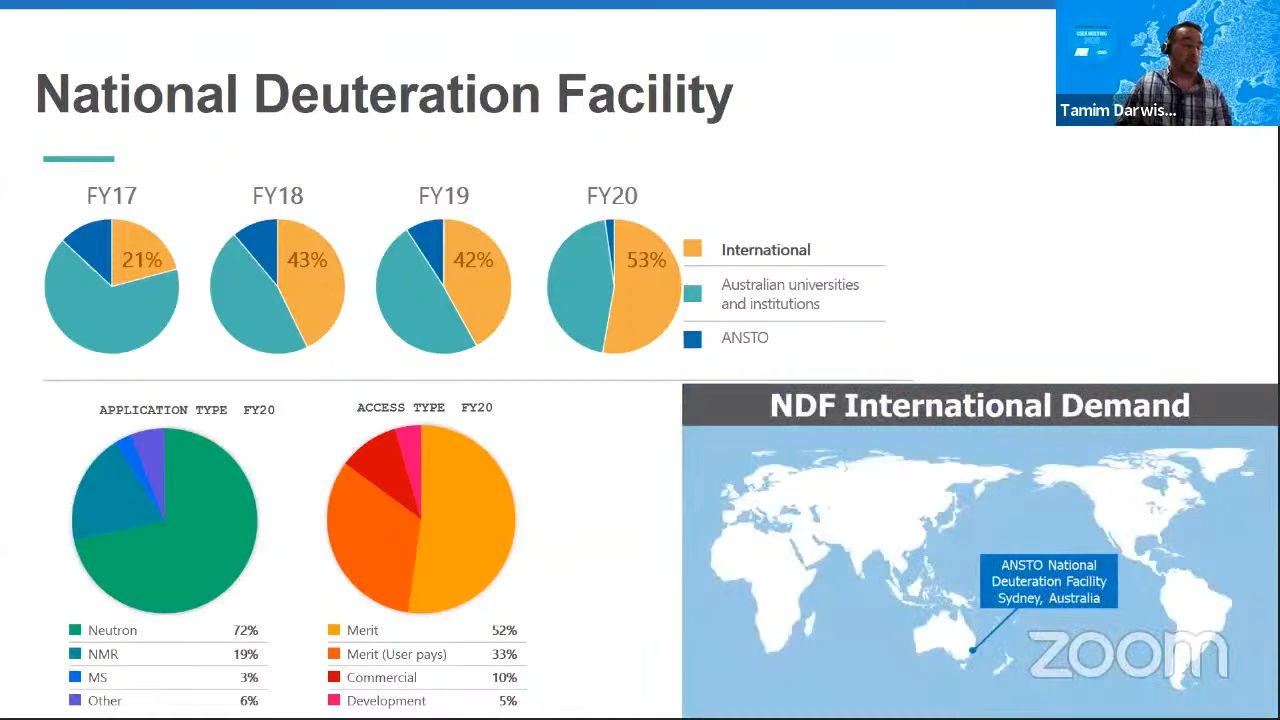 National Deuteration Facility
USER MEETING
Tamim Darwis...
FY17
FY18
FY19
FY20
21%
43%
42%
53%
International
Australian universities
and institutions
ANSTO
APPLICATION TYPE FY20
Neutron 72%
NMR 19%
MS 3%
Other 6%
ACCESS TYPE FY20
Merit 52%
Merit (User pays) 33%
Commercial 10%
Development 5%
NDF International Demand
ANSTO National
Deuteration Facility
Sydney, Australia
zoom